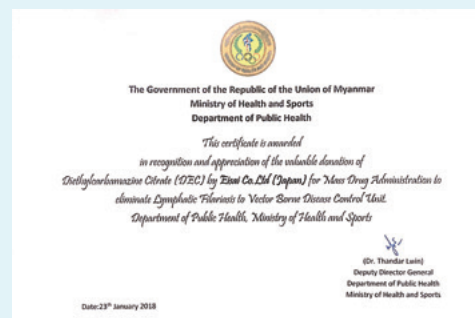 The Government of the Republic of the Union of Myanmar
Ministry of Health and Sports
Department of Public Health
This certificate is awarded
in recognition and appreciation of the valuable donation of
Diethylcarbamazine Citrate (DEC) by Eisai Co.Ltd (Japan) for Mass Drug Administration to
eliminate Lymphatic Filariasis to Vector Borne Disease Control Unit.
Department of Public Health, Ministry of Health and Sports
(Dr. Thandar Lwin)
Deputy Director General
Department of Public Health
Ministry of Health and Sports
Date:23th January 2018